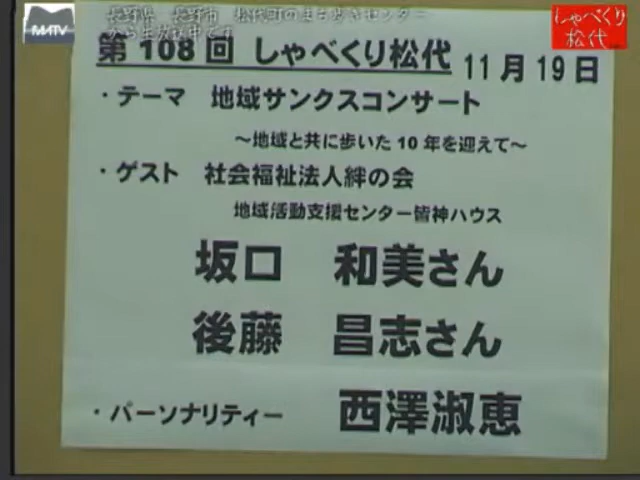 長野県 長野市 松代町のまち歩きセンター
から生放送中です
MATV
しゃべくり
松代
第108回 しゃべくり松代 11月19日
・テーマ 地域サンクスコンサート
～地域と共に歩いた10年を迎えて～
・ゲスト 社会福祉法人絆の会
地域活動支援センター皆神ハウス
坂口 和美さん
後藤 昌志さん
・パーソナリティー 西澤淑恵